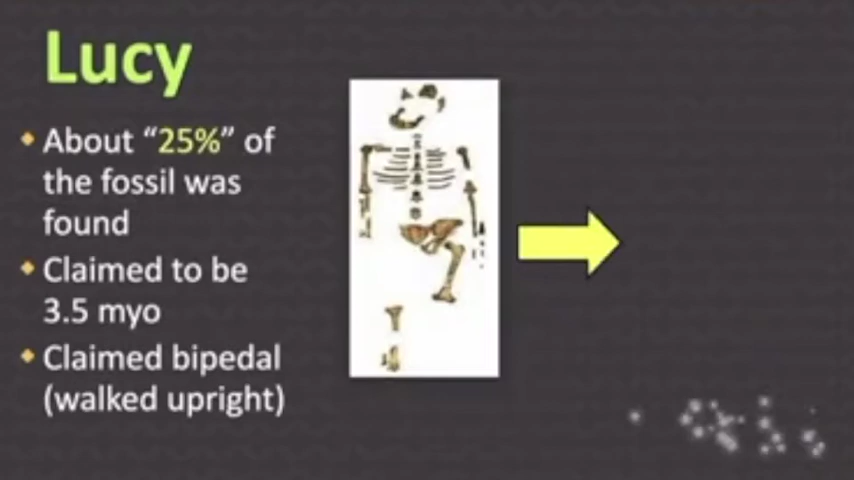 Lucy
About “25%” of
the fossil was
found
Claimed to be
3.5 myo
Claimed bipedal
(walked upright)